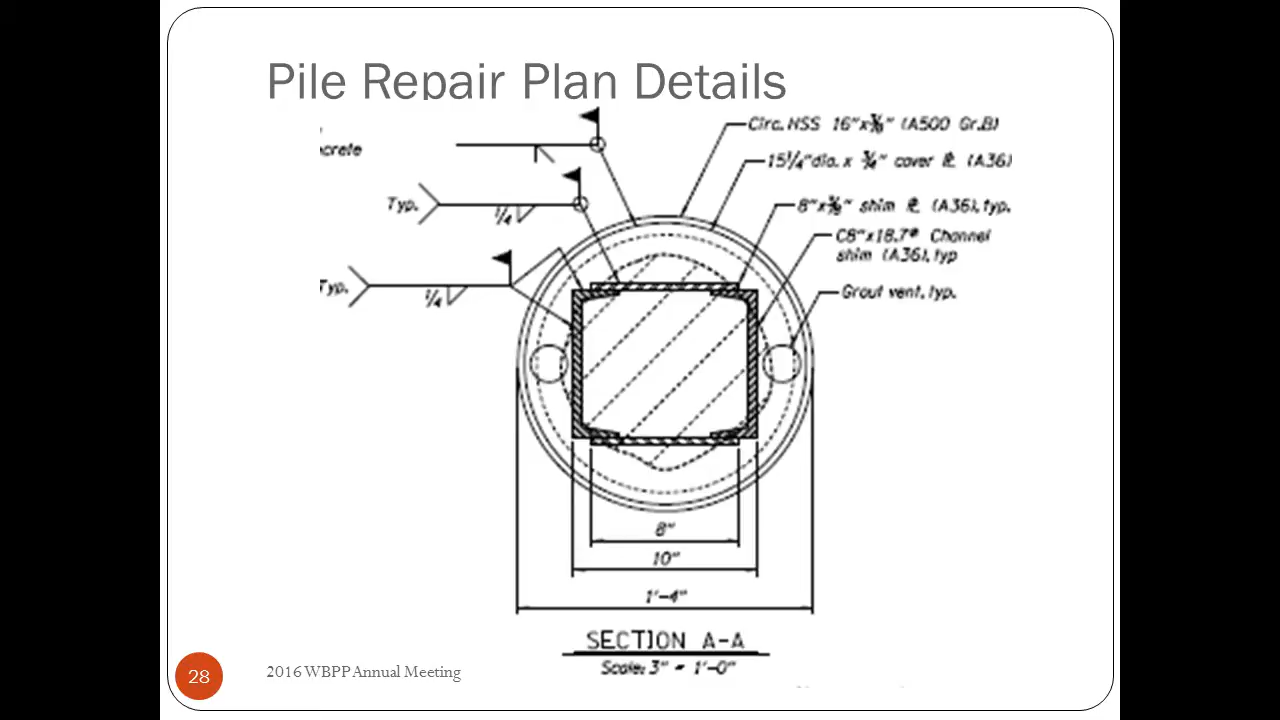 Pile Repair Plan Details
Circ. HSS 16"x⅜" (A500 Gr.B)
crete
15¼"dia. x ¾" cover ⅊ (A36)
Typ.
1/4
8"x⅜" shim ⅊ (A36), typ.
C8"x18.7# Channel
shim (A36), typ
Typ.
1/4
Grout vent, typ.
8"
10"
1'-4"
SECTION A-A
Scale: 3" = 1'-0"
28
2016 WBPP Annual Meeting